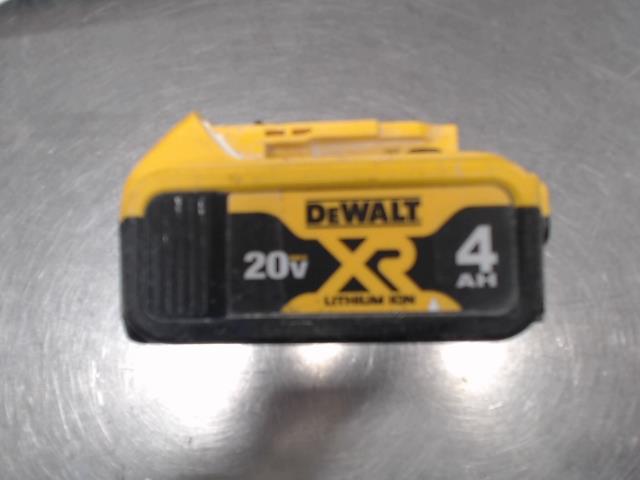 DEWALT
20V XR 4
AH
LITHIUM ION